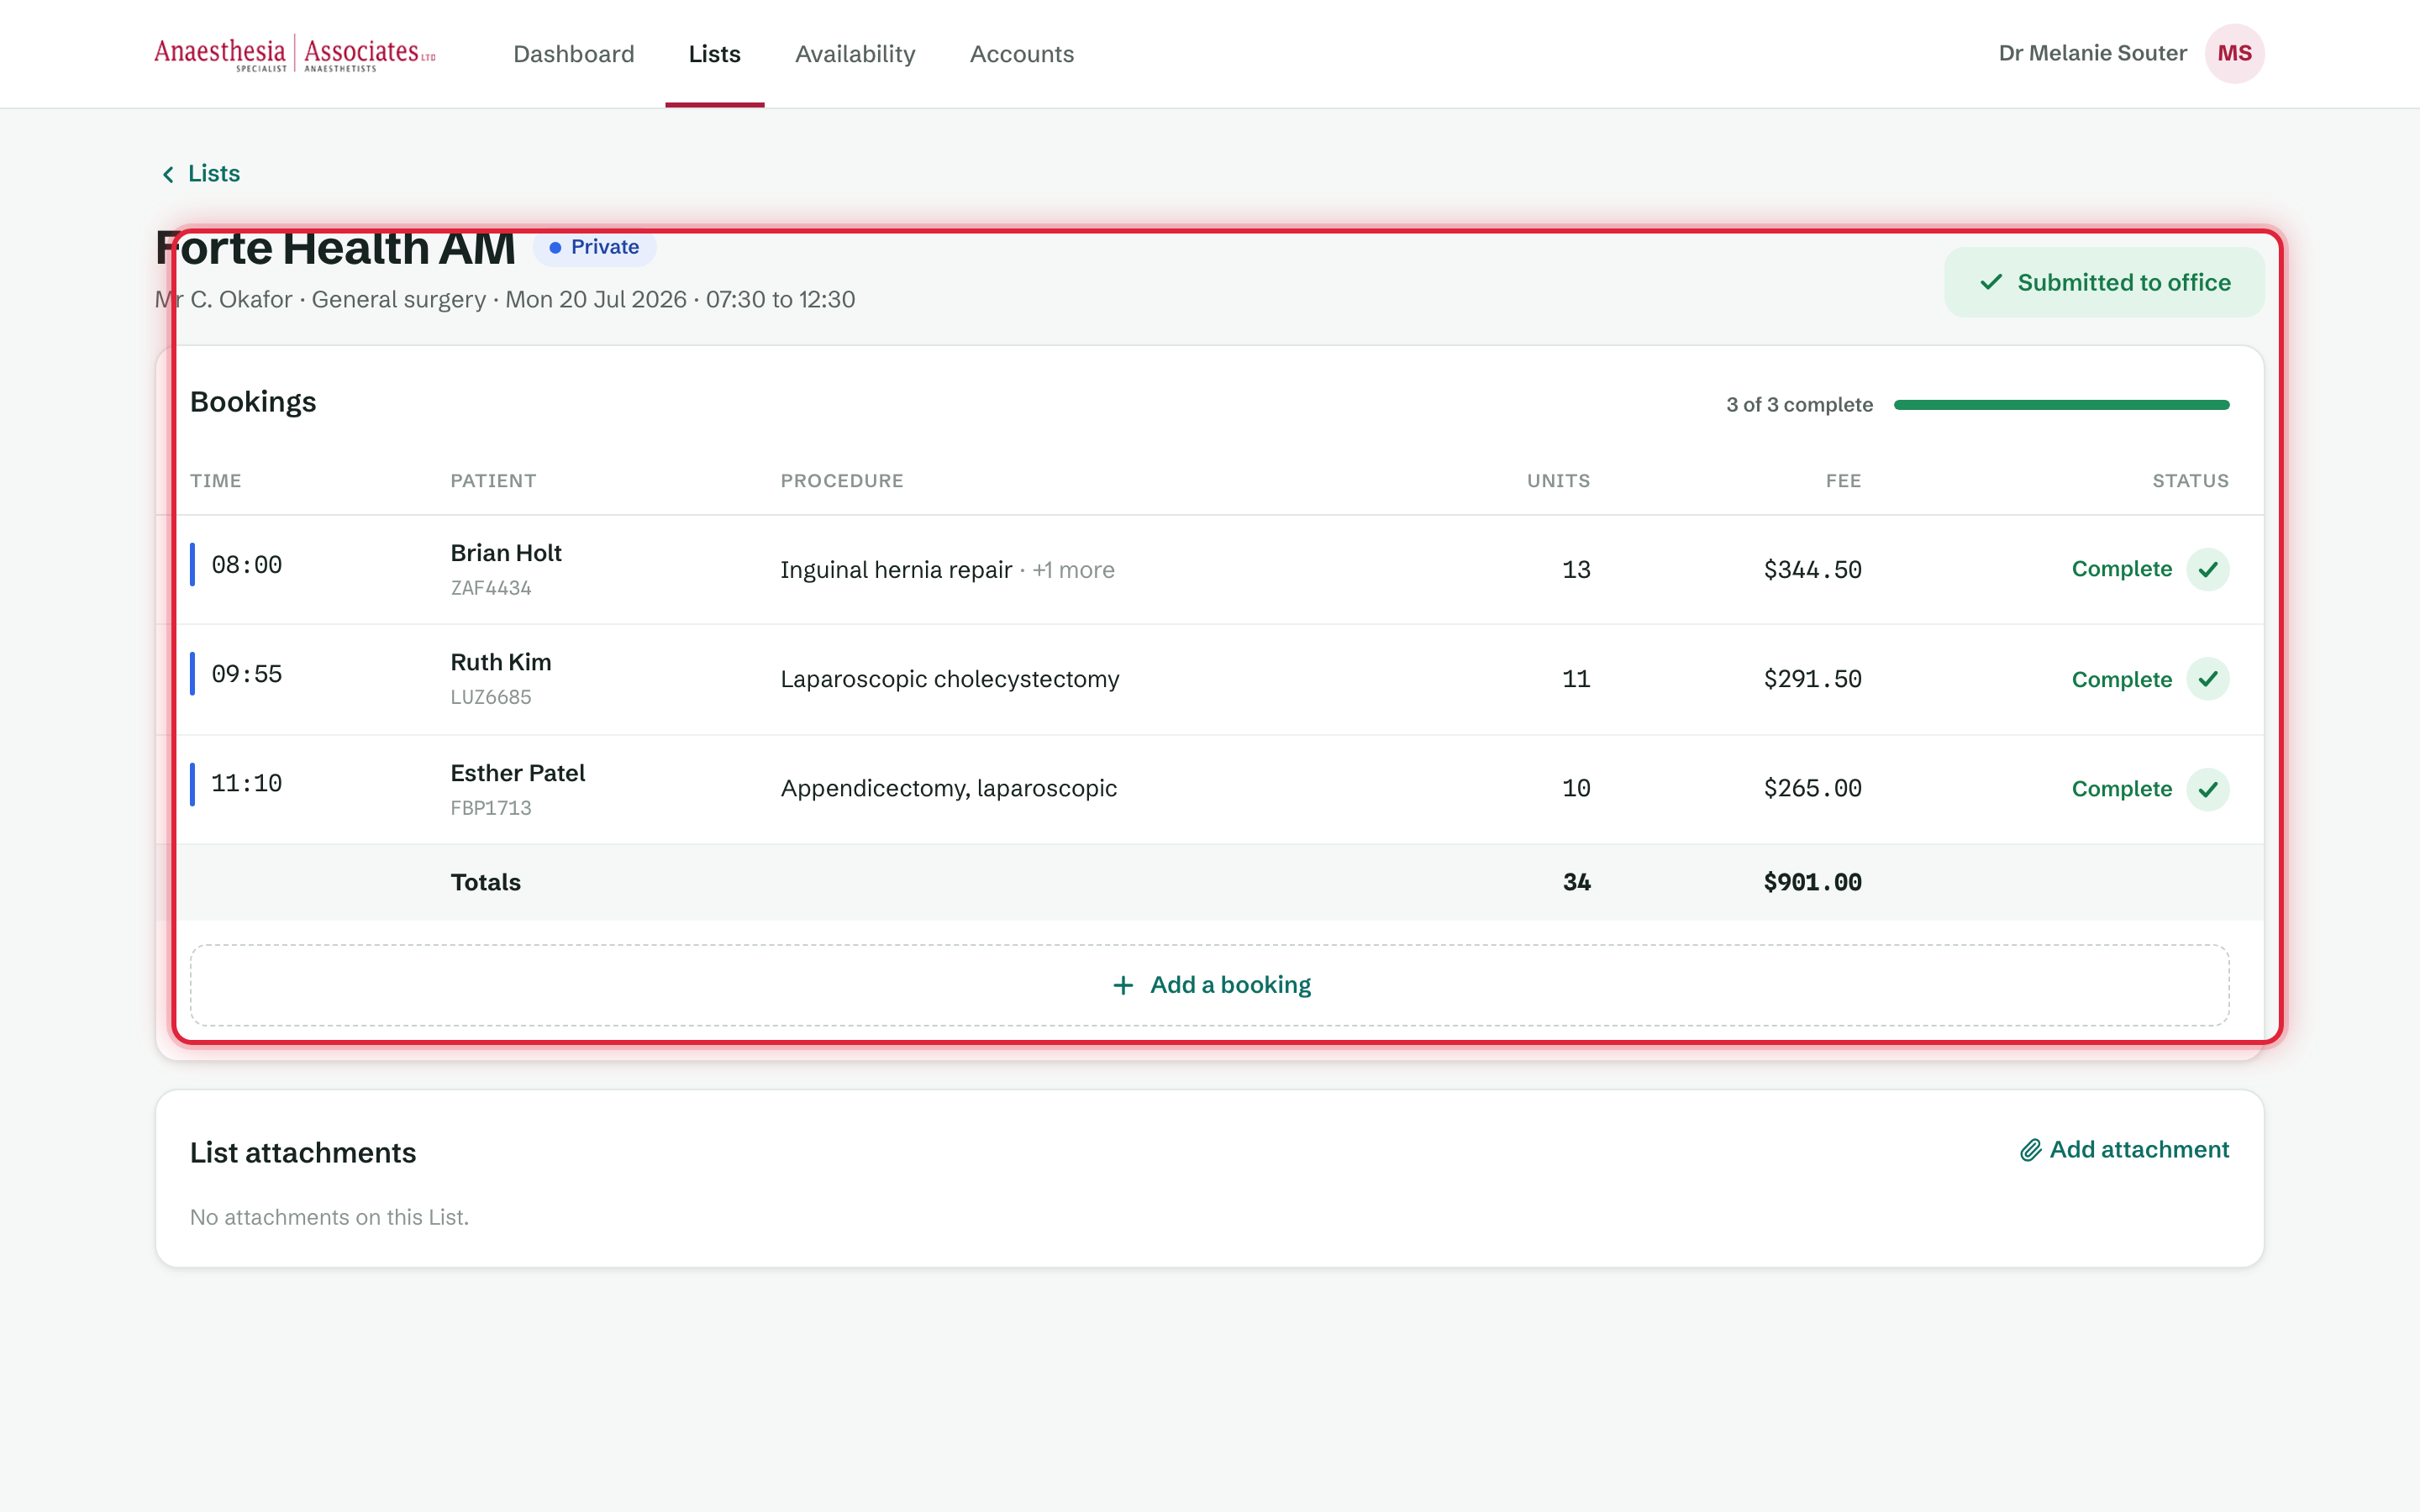 Anaesthesia | Associates LTD
SPECIALIST ANAESTHETISTS
Dashboard
Lists
Availability
Accounts
Dr Melanie Souter
MS
Lists
Forte Health AM
Private
Mr C. Okafor · General surgery · Mon 20 Jul 2026 · 07:30 to 12:30
Submitted to office
Bookings
3 of 3 complete
TIME PATIENT PROCEDURE UNITS FEE STATUS
08:00 Brian Holt Inguinal hernia repair · +1 more 13 $344.50 Complete
ZAF4434
09:55 Ruth Kim Laparoscopic cholecystectomy 11 $291.50 Complete
LUZ6685
11:10 Esther Patel Appendicectomy, laparoscopic 10 $265.00 Complete
FBP1713
Totals 34 $901.00
+ Add a booking
List attachments
Add attachment
No attachments on this List.